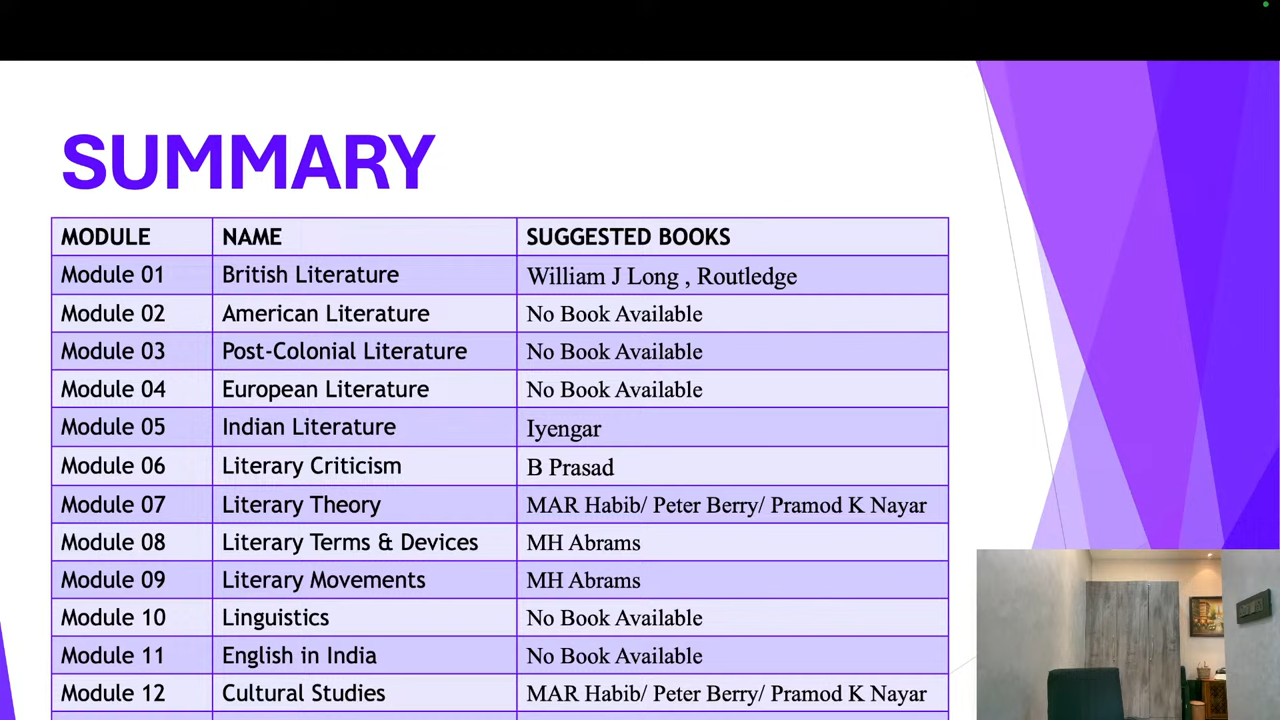 SUMMARY
MODULE NAME SUGGESTED BOOKS
Module 01 British Literature William J Long , Routledge
Module 02 American Literature No Book Available
Module 03 Post-Colonial Literature No Book Available
Module 04 European Literature No Book Available
Module 05 Indian Literature Iyengar
Module 06 Literary Criticism B Prasad
Module 07 Literary Theory MAR Habib/ Peter Berry/ Pramod K Nayar
Module 08 Literary Terms & Devices MH Abrams
Module 09 Literary Movements MH Abrams
Module 10 Linguistics No Book Available
Module 11 English in India No Book Available
Module 12 Cultural Studies MAR Habib/ Peter Berry/ Pramod K Nayar